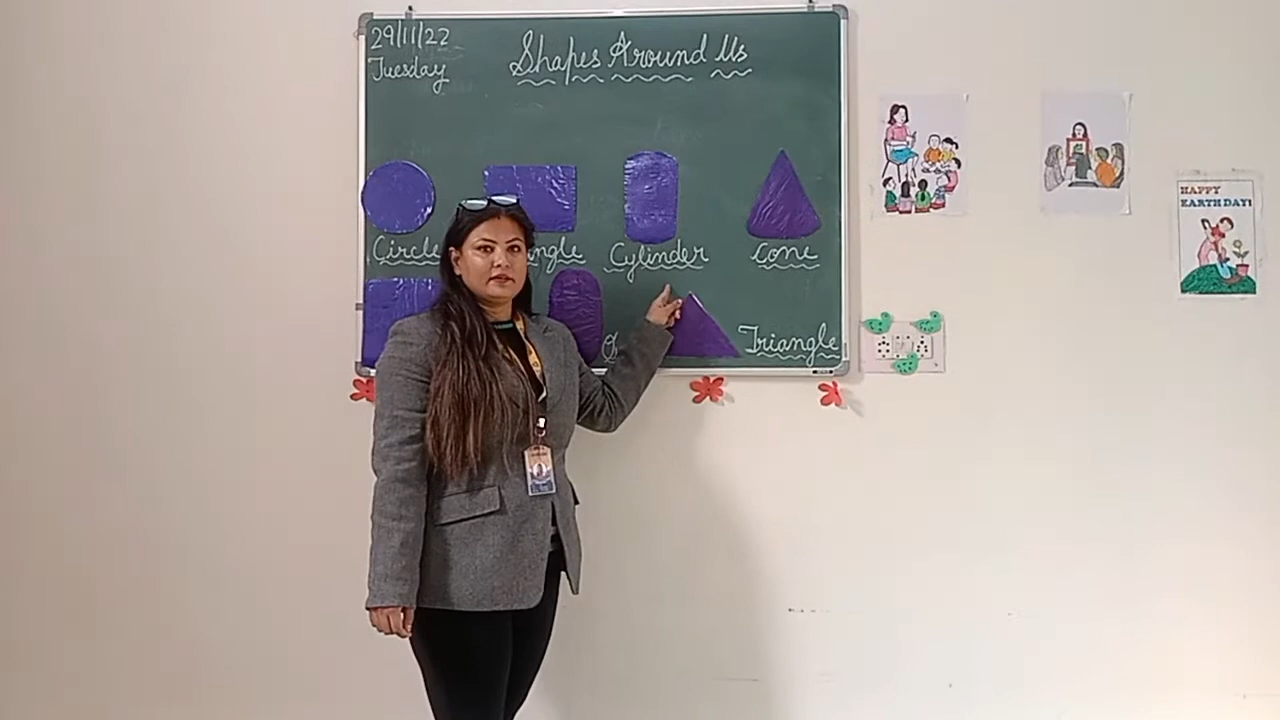 29/11/22
Tuesday
Shapes Around Us
Circle
Cylinder
Cone
Triangle
HAPPY
EARTH DAY!